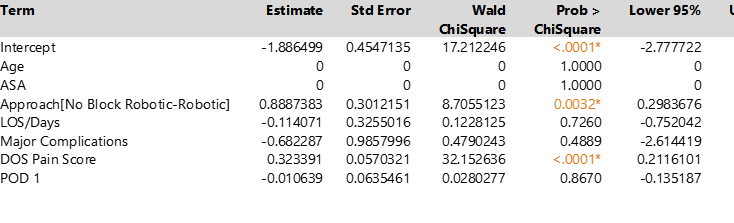 Term Estimate Std Error Wald ChiSquare Prob > ChiSquare Lower 95%
Intercept -1.886499 0.4547135 17.212246 <.0001* -2.777722
Age 0 0 0 1.0000 0
ASA 0 0 0 1.0000 0
Approach[No Block Robotic-Robotic] 0.8887383 0.3012151 8.7055123 0.0032* 0.2983676
LOS/Days -0.114071 0.3255016 0.1228125 0.7260 -0.752042
Major Complications -0.682287 0.9857996 0.4790243 0.4889 -2.614419
DOS Pain Score 0.323391 0.0570321 32.152636 <.0001* 0.2116101
POD 1 -0.010639 0.0635461 0.0280277 0.8670 -0.135187